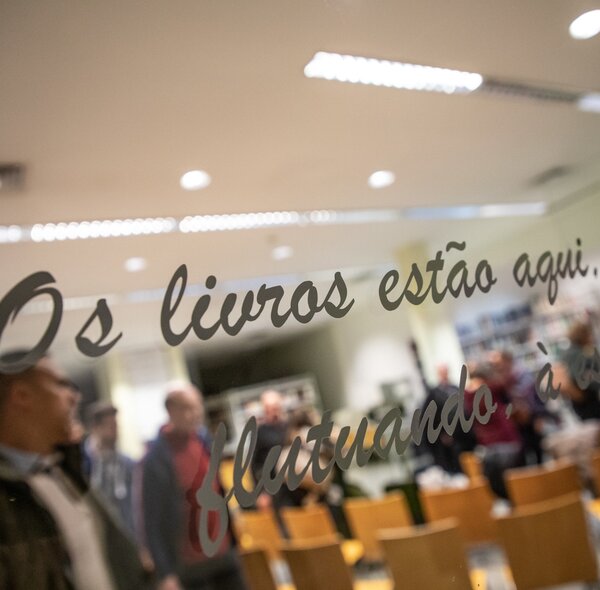 Os livros estão aqui.
flutuando, à